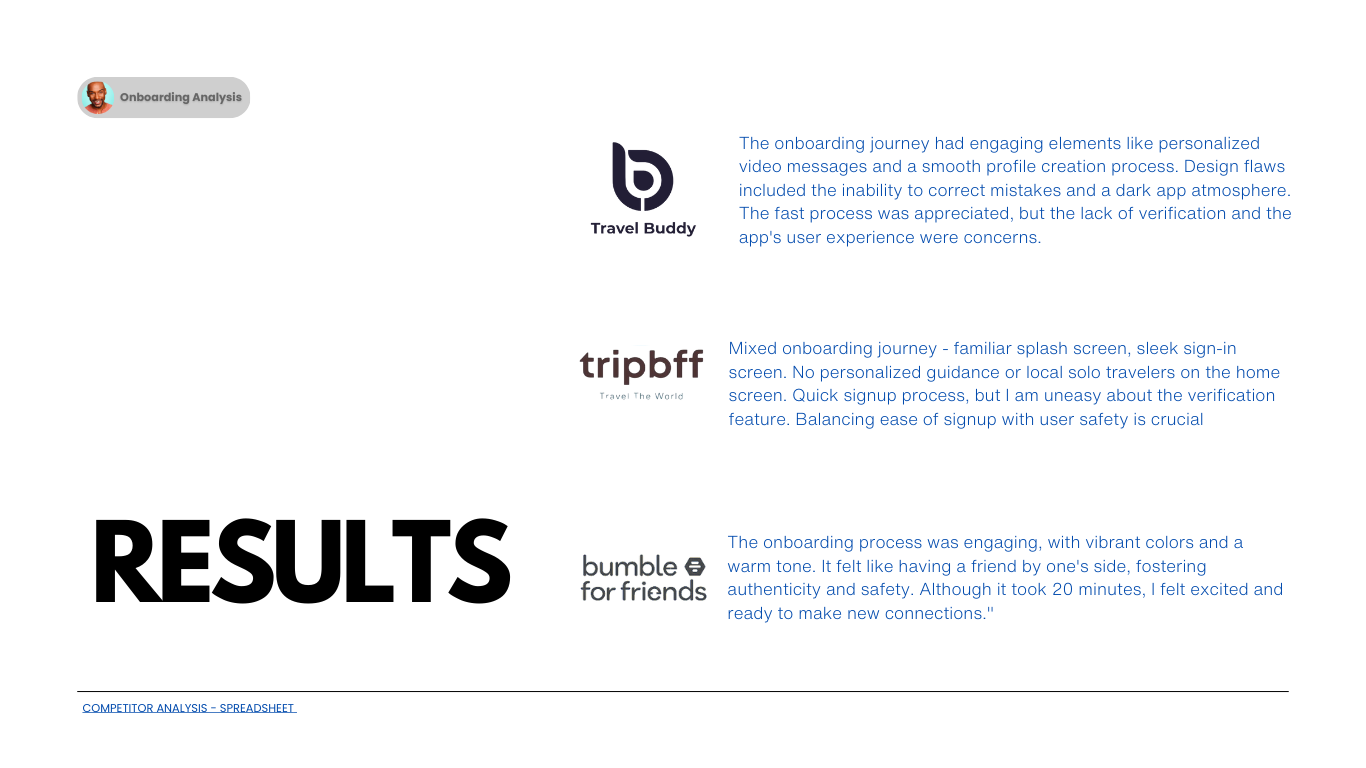 Onboarding Analysis
The onboarding journey had engaging elements like personalized
video messages and a smooth profile creation process. Design flaws
included the inability to correct mistakes and a dark app atmosphere.
The fast process was appreciated, but the lack of verification and the
app's user experience were concerns.
Travel Buddy
tripbff
Travel The World
Mixed onboarding journey - familiar splash screen, sleek sign-in
screen. No personalized guidance or local solo travelers on the home
screen. Quick signup process, but I am uneasy about the verification
feature. Balancing ease of signup with user safety is crucial
RESULTS
bumble
for friends
The onboarding process was engaging, with vibrant colors and a
warm tone. It felt like having a friend by one's side, fostering
authenticity and safety. Although it took 20 minutes, I felt excited and
ready to make new connections."
COMPETITOR ANALYSIS - SPREADSHEET